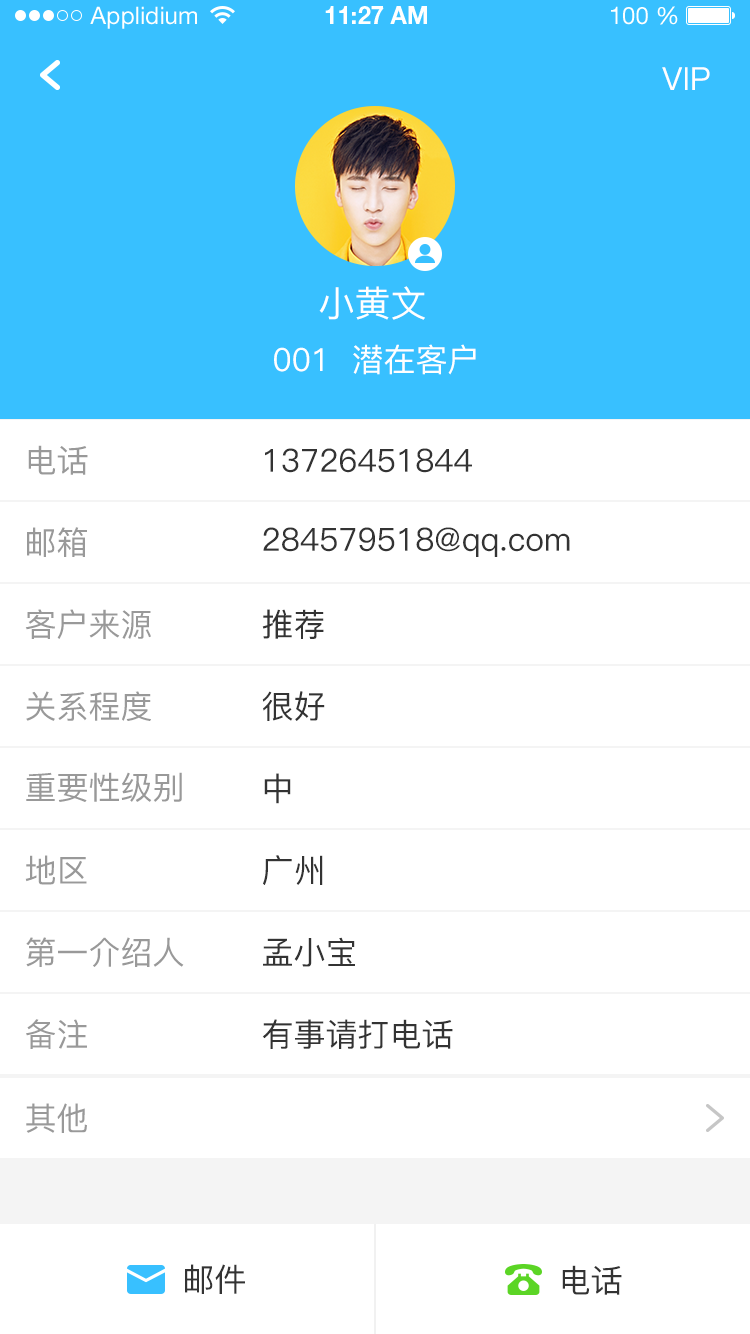 Applidium 11:27 AM 100 %
VIP
小黄文
001 潜在客户
电话 13726451844
邮箱 284579518@qq.com
客户来源 推荐
关系程度 很好
重要性级别 中
地区 广州
第一介绍人 孟小宝
备注 有事请打电话
其他
邮件 电话